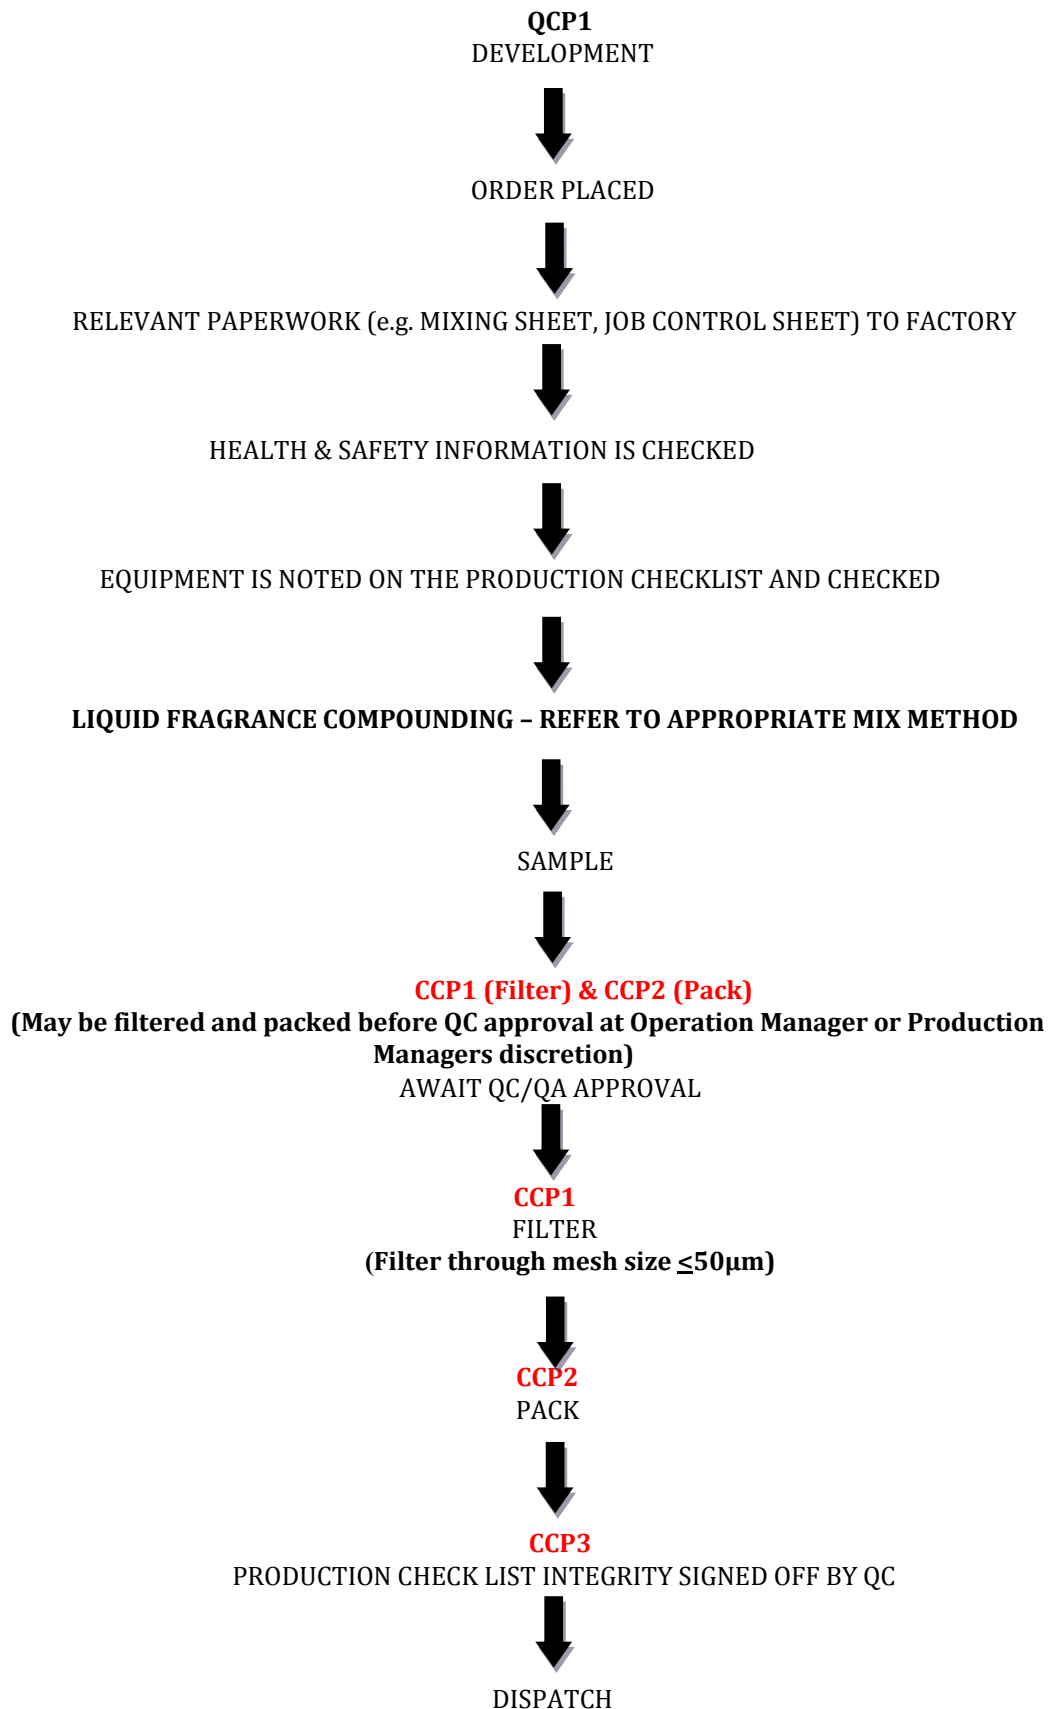 QCP1
DEVELOPMENT
ORDER PLACED
RELEVANT PAPERWORK (e.g. MIXING SHEET, JOB CONTROL SHEET) TO FACTORY
HEALTH & SAFETY INFORMATION IS CHECKED
EQUIPMENT IS NOTED ON THE PRODUCTION CHECKLIST AND CHECKED
LIQUID FRAGRANCE COMPOUNDING – REFER TO APPROPRIATE MIX METHOD
SAMPLE
CCP1 (Filter) & CCP2 (Pack)
(May be filtered and packed before QC approval at Operation Manager or Production
Managers discretion)
AWAIT QC/QA APPROVAL
CCP1
FILTER
(Filter through mesh size ≤50µm)
CCP2
PACK
CCP3
PRODUCTION CHECK LIST INTEGRITY SIGNED OFF BY QC
DISPATCH